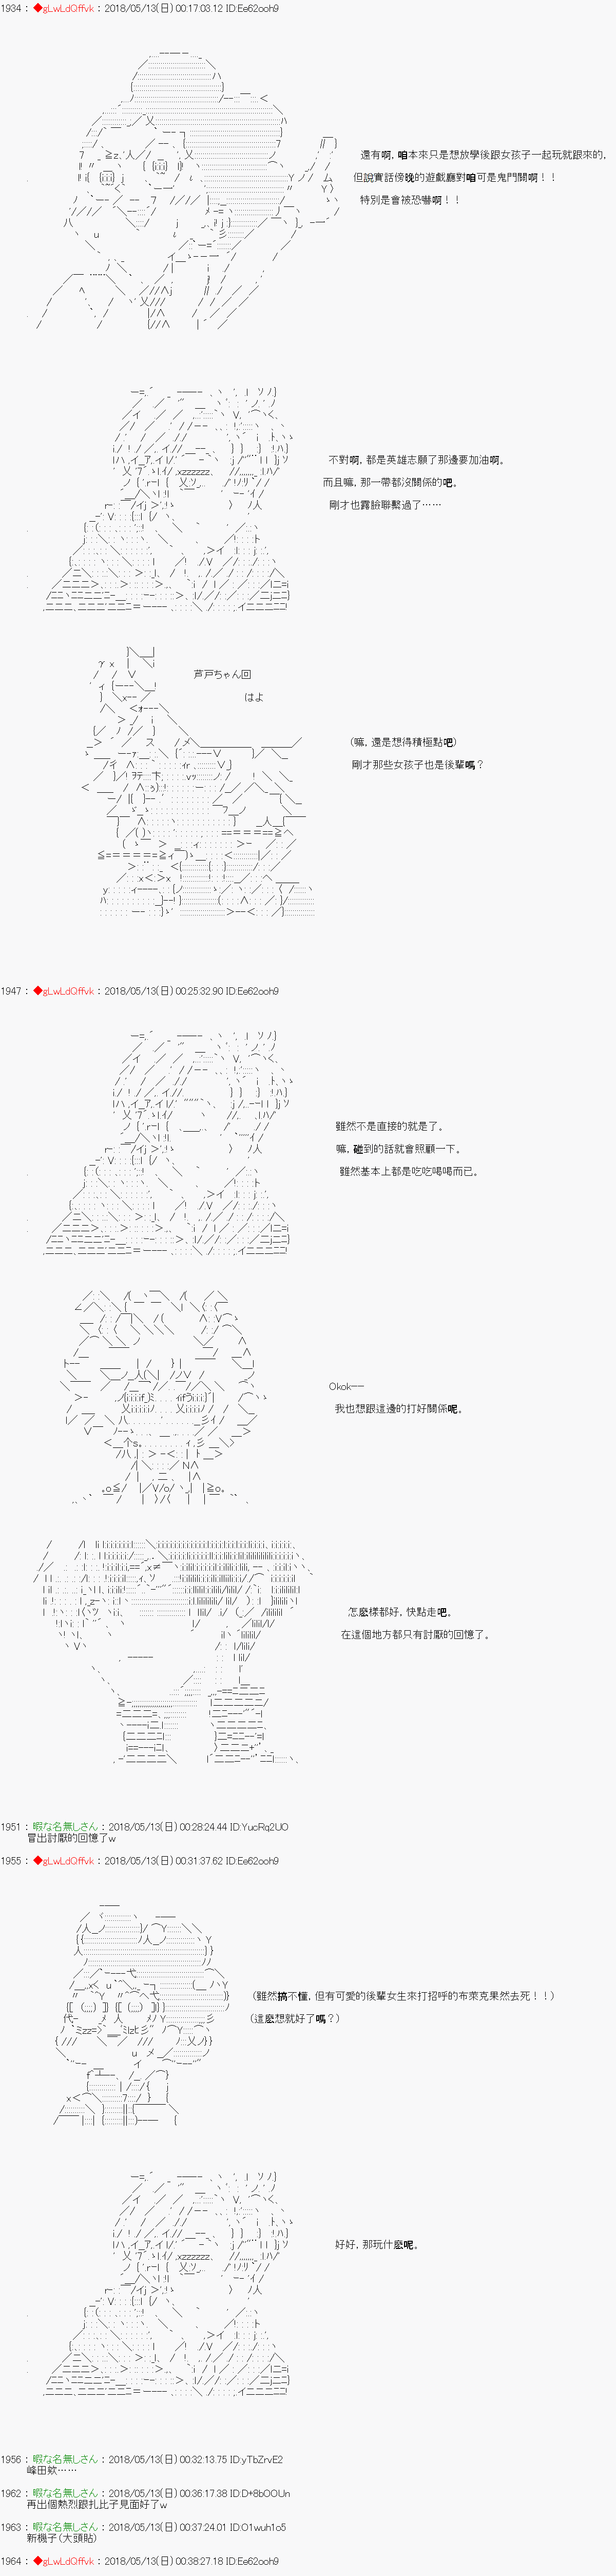 1934 : ◆gLwLdQffvk : 2018/05/13(日) 00:17:03.12 ID:Ee62ooh9
還有啊, 咱本來只是想放學後跟女孩子一起玩就跟來的,
但說實話傍晚的遊戲廳對咱可是鬼門關啊!!
特別是會被恐嚇啊!!
不對啊, 都是英雄志願了那邊要加油啊。
而且嘛, 那一帶都沒關係的吧。
剛才也露臉聯繫過了……
芦戸ちゃん回
はよ
(嘛, 還是想得積極點吧)
剛才那些女孩子也是後輩嗎?
1947 : ◆gLwLdQffvk : 2018/05/13(日) 00:25:32.90 ID:Ee62ooh9
雖然不是直接的就是了。
嘛, 碰到的話就會照顧一下。
雖然基本上都是吃吃喝喝而已。
Okok——
我也想跟這邊的打好關係呢。
怎麼樣都好, 快點走吧。
在這個地方都只有討厭的回憶了。
1951 : 暇な名無しさん : 2018/05/13(日) 00:28:24.44 ID:YucRq2UO
冒出討厭的回憶了w
1955 : ◆gLwLdQffvk : 2018/05/13(日) 00:31:37.62 ID:Ee62ooh9
(雖然搞不懂, 但有可愛的後輩女生來打招呼的布萊克果然去死!!)
(這麼想就好了嗎?)
好好, 那玩什麼呢。
1956 : 暇な名無しさん : 2018/05/13(日) 00:32:13.75 ID:yTbZrvE2
峰田欸……
1962 : 暇な名無しさん : 2018/05/13(日) 00:36:17.38 ID:D+8bOOUn
再出個熱烈跟扎比子見面好了w
1963 : 暇な名無しさん : 2018/05/13(日) 00:37:24.01 ID:O1wuh1o5
新機子(大頭貼)
1964 : ◆gLwLdQffvk : 2018/05/13(日) 00:38:27.18 ID:Ee62ooh9